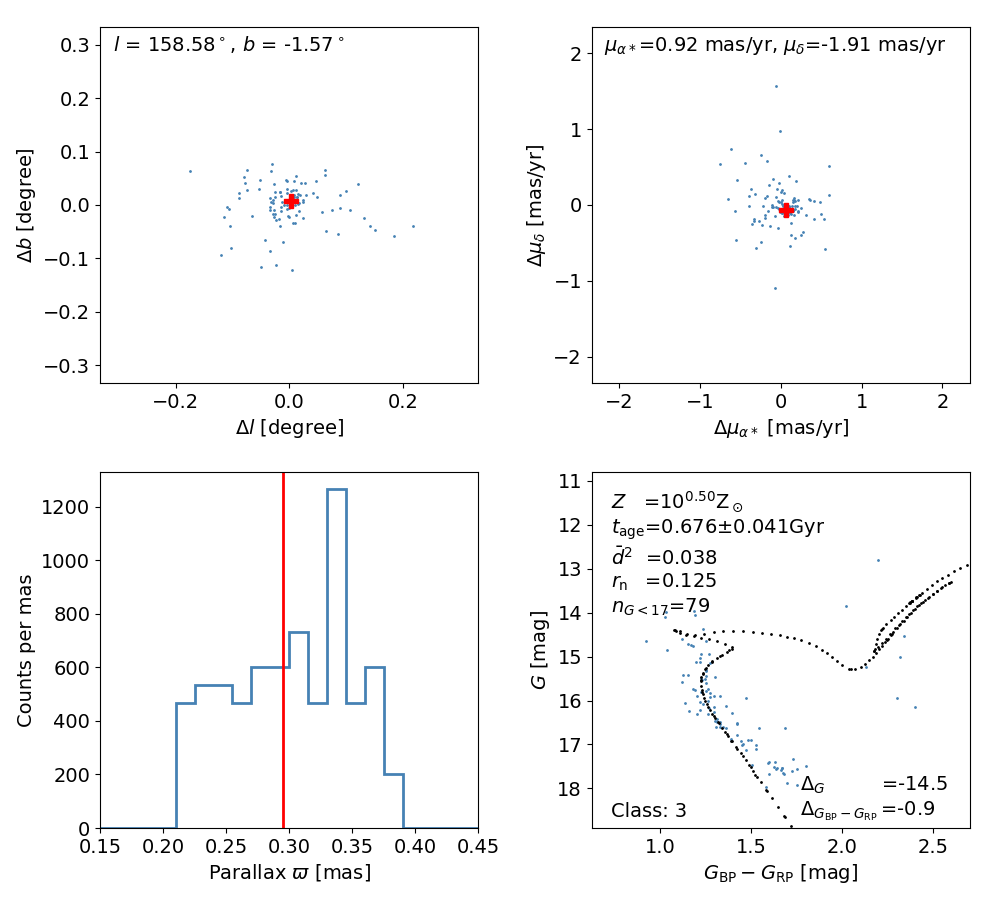 l = 158.58°, b = -1.57°
0.3
0.2
0.1
0.0
−0.1
−0.2
−0.3
Δb [degree]
−0.2 0.0 0.2
Δl [degree]
μα*=0.92 mas/yr, μδ=-1.91 mas/yr
2
1
0
−1
−2
Δμδ [mas/yr]
−2 −1 0 1 2
Δμα* [mas/yr]
1200
1000
800
600
400
200
0
Counts per mas
0.15 0.20 0.25 0.30 0.35 0.40 0.45
Parallax ϖ [mas]
11
12
13
14
15
16
17
18
G [mag]
Z =10^0.50 Z⊙
t_age=0.676±0.041Gyr
d̄² =0.038
r_n =0.125
n_G<17=79
Δ_G =-14.5
Class: 3 Δ_GBP−GRP =-0.9
1.0 1.5 2.0 2.5
G_BP − G_RP [mag]